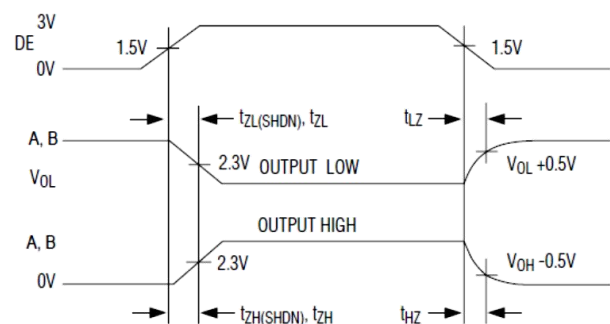 3V
DE
1.5V
1.5V
0V
tZL(SHDN), tZL
tLZ
A, B
2.3V
OUTPUT LOW
VOL +0.5V
VOL
OUTPUT HIGH
A, B
2.3V
VOH -0.5V
0V
tZH(SHDN), tZH
tHZ